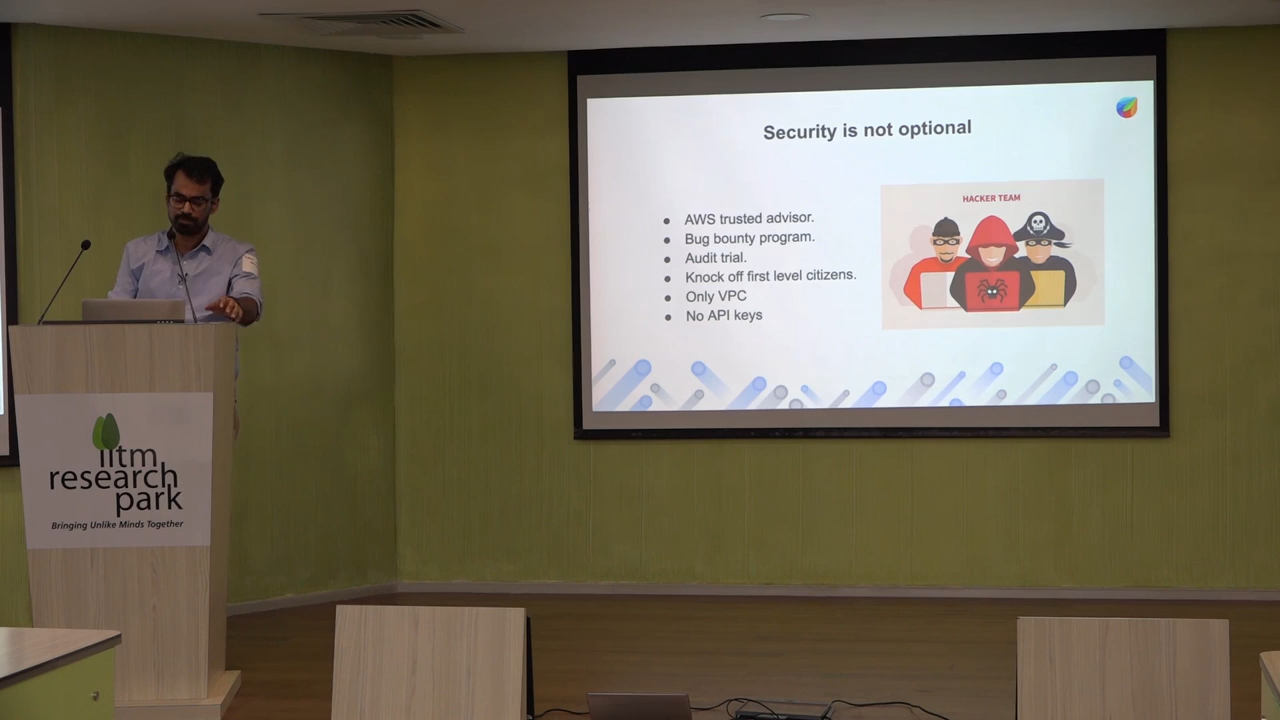 Security is not optional
HACKER TEAM
● AWS trusted advisor.
● Bug bounty program.
● Audit trial.
● Knock off first level citizens.
● Only VPC
● No API keys
iitm
research
park
Bringing Unlike Minds Together